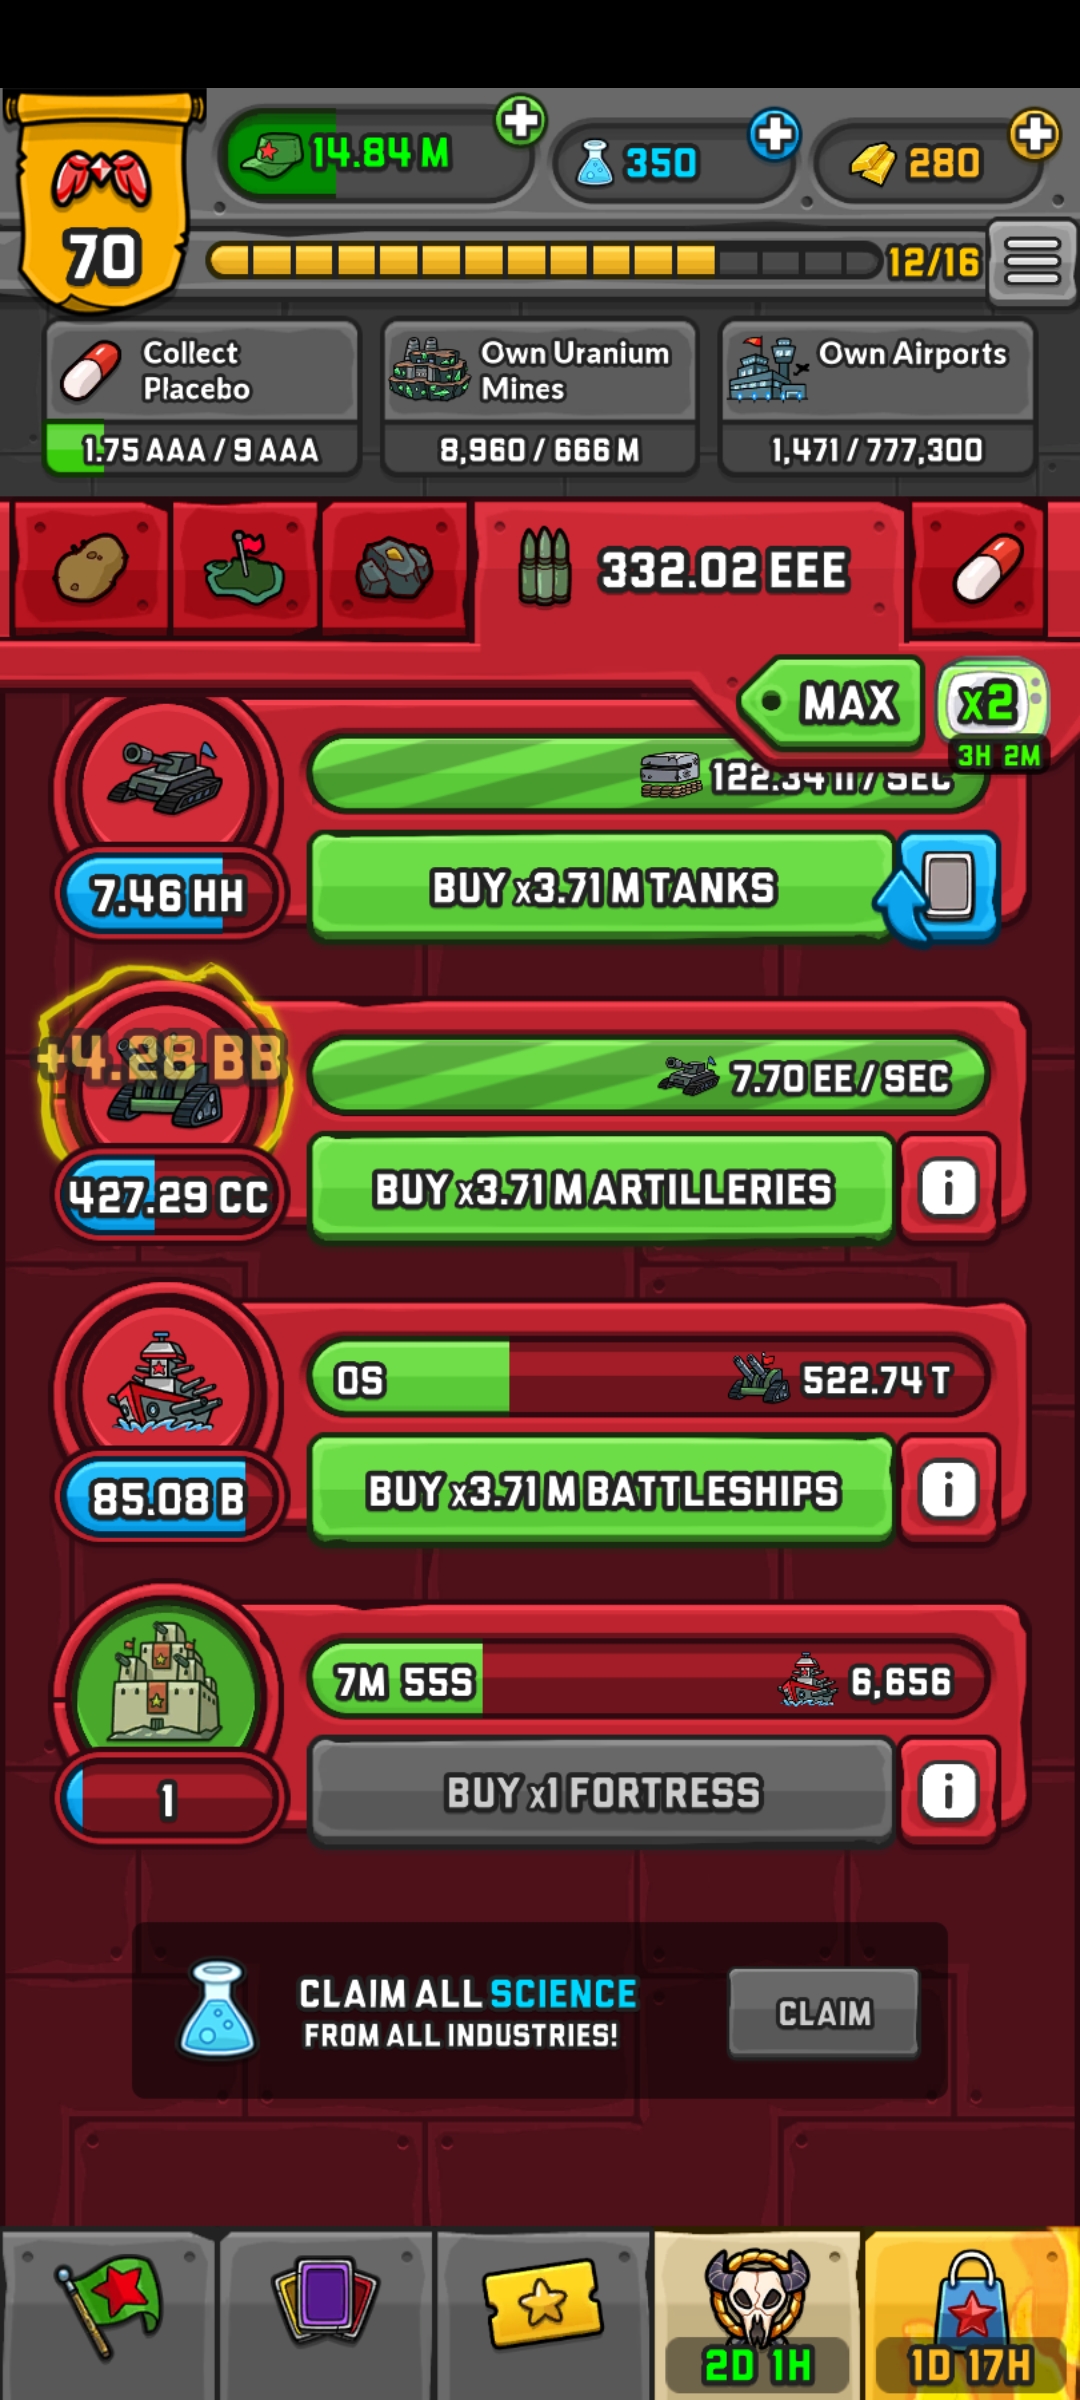 14.84 M
350
280
70
12/16
Collect
Placebo
1.75 AAA / 9 AAA
Own Uranium
Mines
8,960 / 666 M
Own Airports
1,471 / 777,300
332.02 EEE
MAX
x2
3H 2M
122.34 II / SEC
7.46 HH
BUY x3.71 M TANKS
+4.28 BB
7.70 EE / SEC
427.29 CC
BUY x3.71 M ARTILLERIES
i
0S
522.74 T
85.08 B
BUY x3.71 M BATTLESHIPS
i
7M 55S
6,656
1
BUY x1 FORTRESS
i
CLAIM ALL SCIENCE
FROM ALL INDUSTRIES!
CLAIM
2D 1H
1D 17H